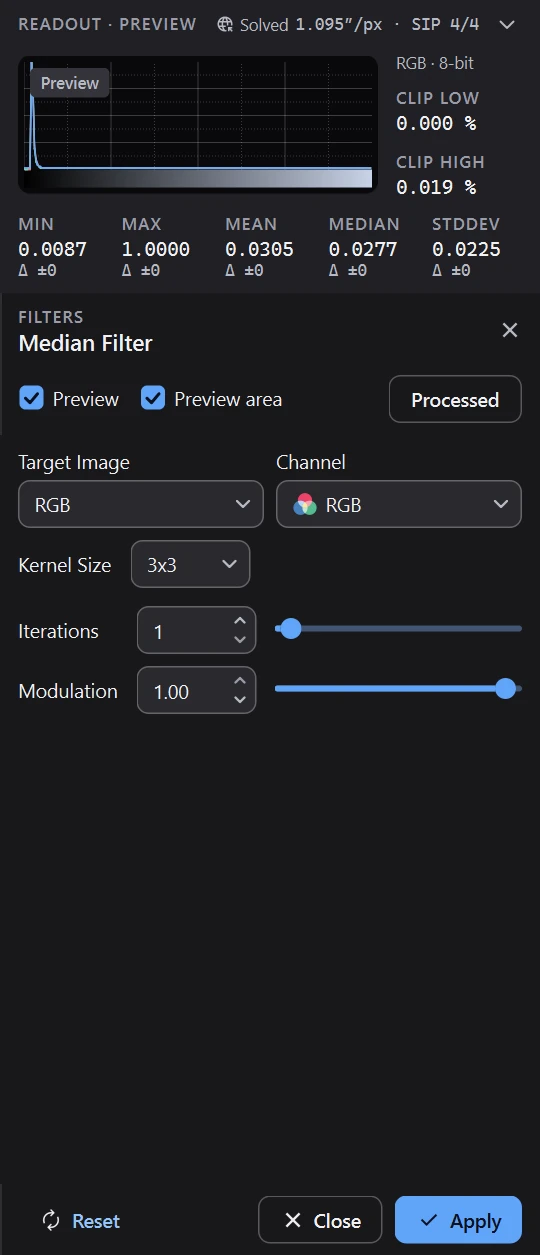 READOUT · PREVIEW Solved 1.095″/px · SIP 4/4
Preview
RGB · 8-bit
CLIP LOW
0.000 %
CLIP HIGH
0.019 %
MIN MAX MEAN MEDIAN STDDEV
0.0087 1.0000 0.0305 0.0277 0.0225
Δ ±0 Δ ±0 Δ ±0 Δ ±0 Δ ±0
FILTERS
Median Filter
Preview Preview area Processed
Target Image Channel
RGB RGB
Kernel Size 3x3
Iterations 1
Modulation 1.00
Reset Close Apply